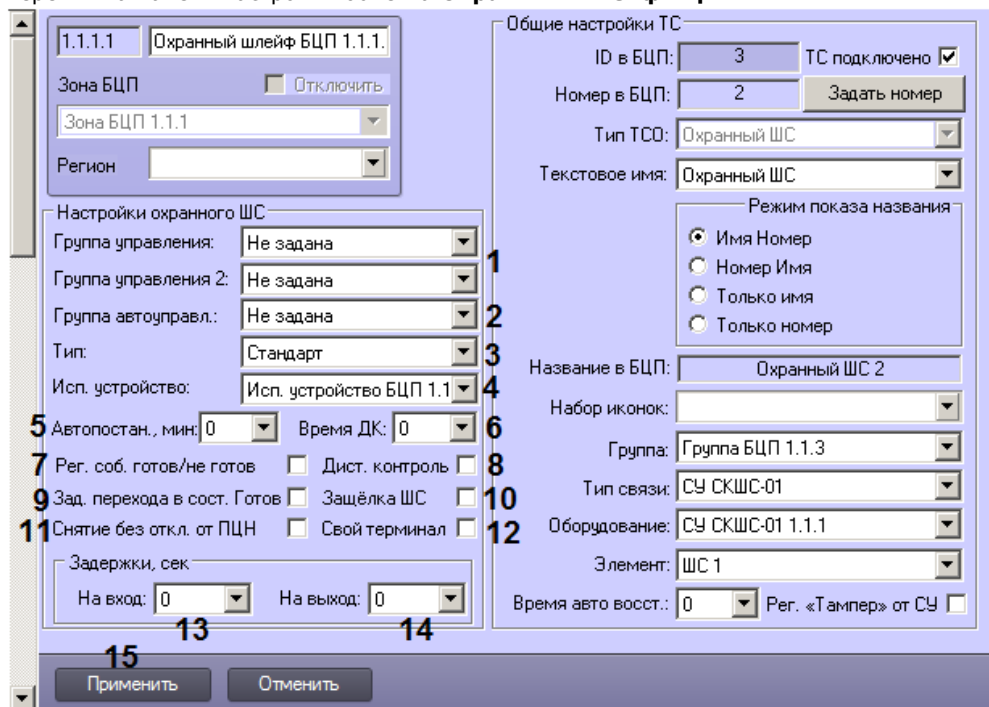 1.1.1.1 Охранный шлейф БЦП 1.1.1.
Зона БЦП Отключить
Зона БЦП 1.1.1
Регион
Настройки охранного ШС
Группа управления: Не задана
1
Группа управления 2: Не задана
Группа автоуправл.: Не задана 2
Тип: Стандарт 3
Исп. устройство: Исп. устройство БЦП 1.1 4
5 Автопостан., мин: 0 Время ДК: 0 6
7 Рег. соб. готов/не готов Дист. контроль 8
9 Зад. перехода в сост. Готов Защёлка ШС 10
11 Снятие без откл. от ПЦН Свой терминал 12
Задержки, сек
На вход: 0 На выход: 0
13 14
Общие настройки ТС
ID в БЦП: 3 ТС подключено
Номер в БЦП: 2 Задать номер
Тип ТСО: Охранный ШС
Текстовое имя: Охранный ШС
Режим показа названия
Имя Номер
Номер Имя
Только имя
Только номер
Название в БЦП: Охранный ШС 2
Набор иконок:
Группа: Группа БЦП 1.1.3
Тип связи: СУ СКШС-01
Оборудование: СУ СКШС-01 1.1.1
Элемент: ШС 1
Время авто восст.: 0 Рег. «Тампер» от СУ
15
Применить Отменить